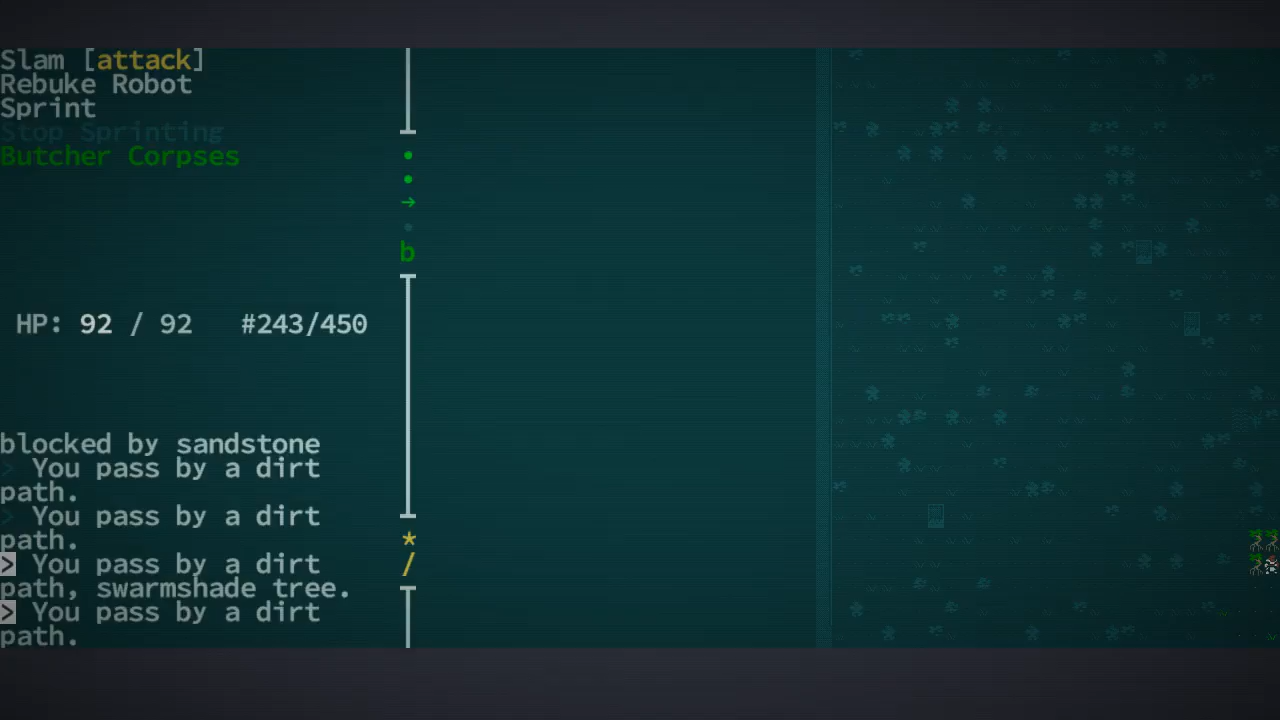 Slam [attack]
Rebuke Robot
Sprint
Stop Sprinting
Butcher Corpses
→
b
HP: 92 / 92 #243/450
blocked by sandstone
> You pass by a dirt
path.
> You pass by a dirt
path.
*
> You pass by a dirt
/
path, swarmshade tree.
> You pass by a dirt
path.